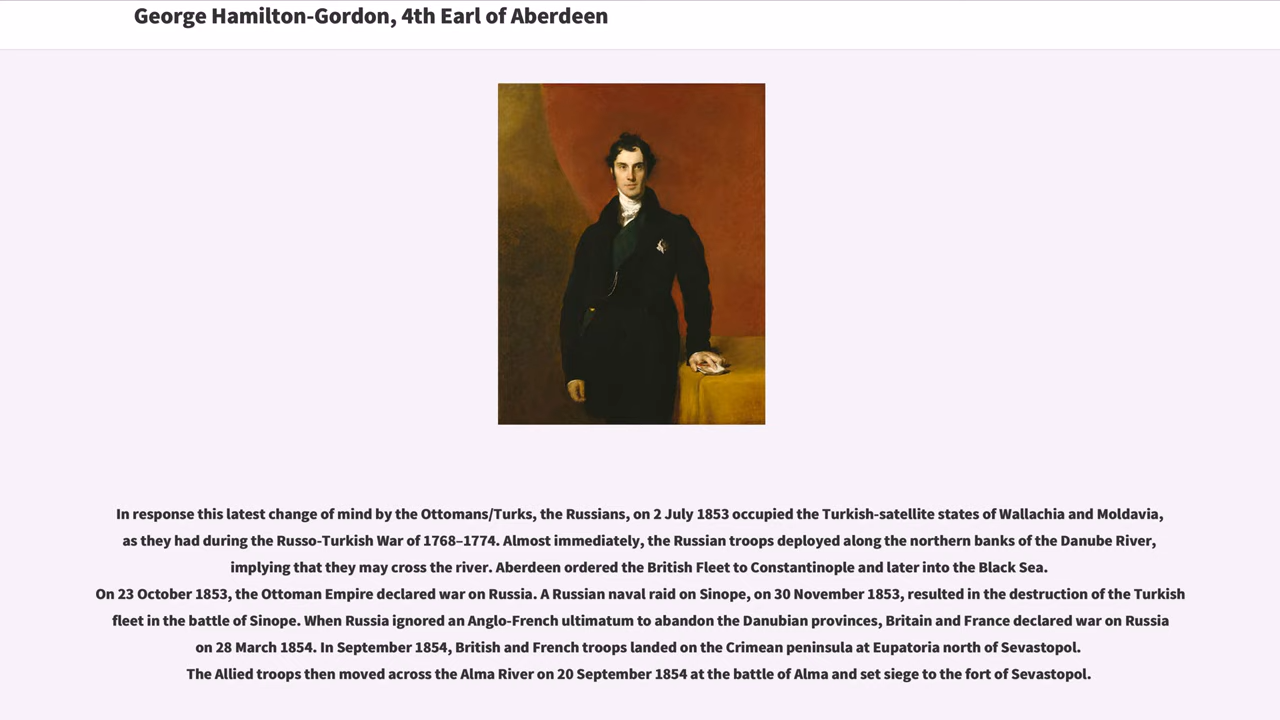 George Hamilton-Gordon, 4th Earl of Aberdeen
In response this latest change of mind by the Ottomans/Turks, the Russians, on 2 July 1853 occupied the Turkish-satellite states of Wallachia and Moldavia,
as they had during the Russo-Turkish War of 1768–1774. Almost immediately, the Russian troops deployed along the northern banks of the Danube River,
implying that they may cross the river. Aberdeen ordered the British Fleet to Constantinople and later into the Black Sea.
On 23 October 1853, the Ottoman Empire declared war on Russia. A Russian naval raid on Sinope, on 30 November 1853, resulted in the destruction of the Turkish
fleet in the battle of Sinope. When Russia ignored an Anglo-French ultimatum to abandon the Danubian provinces, Britain and France declared war on Russia
on 28 March 1854. In September 1854, British and French troops landed on the Crimean peninsula at Eupatoria north of Sevastopol.
The Allied troops then moved across the Alma River on 20 September 1854 at the battle of Alma and set siege to the fort of Sevastopol.